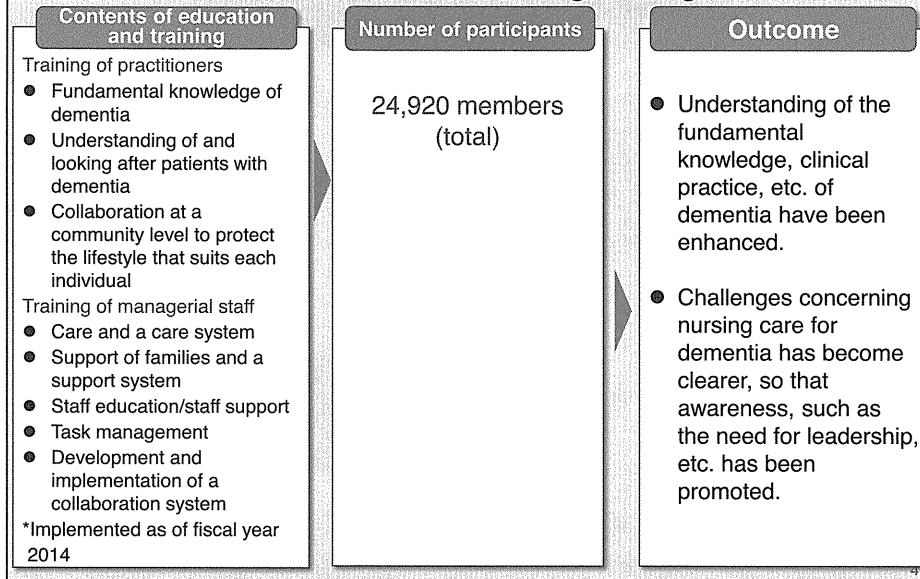 Contents of education
and training
Training of practitioners
● Fundamental knowledge of
dementia
● Understanding of and
looking after patients with
dementia
● Collaboration at a
community level to protect
the lifestyle that suits each
individual
Training of managerial staff
● Care and a care system
● Support of families and a
support system
● Staff education/staff support
● Task management
● Development and
implementation of a
collaboration system
*Implemented as of fiscal year
2014
Number of participants
24,920 members
(total)
Outcome
● Understanding of the
fundamental
knowledge, clinical
practice, etc. of
dementia have been
enhanced.
● Challenges concerning
nursing care for
dementia has become
clearer, so that
awareness, such as
the need for leadership,
etc. has been
promoted.